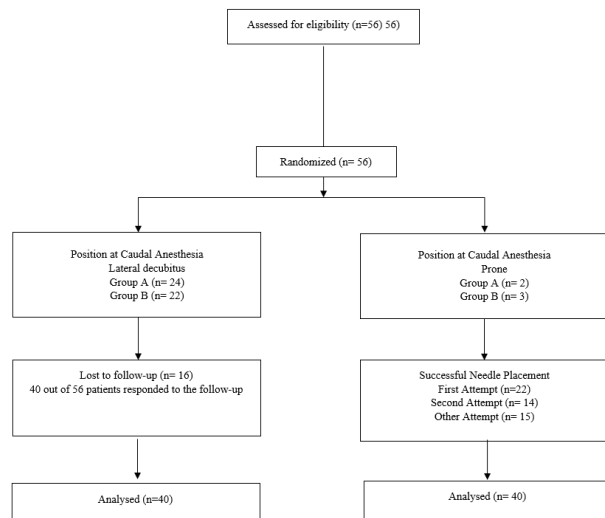 Assessed for eligibility (n=56) 56)
Randomized (n= 56)
Position at Caudal Anesthesia
Lateral decubitus
Group A (n= 24)
Group B (n= 22)
Position at Caudal Anesthesia
Prone
Group A (n= 2)
Group B (n= 3)
Lost to follow-up (n= 16)
40 out of 56 patients responded to the follow-up
Successful Needle Placement
First Attempt (n=22)
Second Attempt (n= 14)
Other Attempt (n= 15)
Analysed (n=40)
Analysed (n= 40)